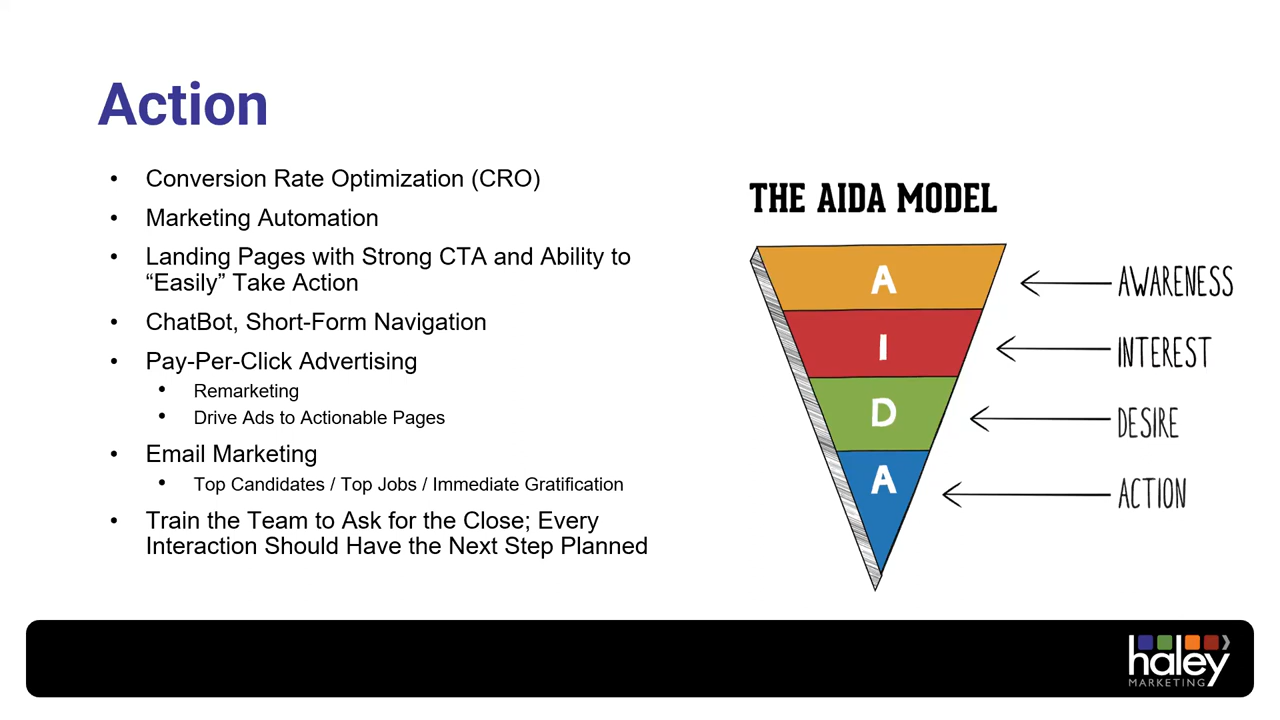 Action
• Conversion Rate Optimization (CRO)
• Marketing Automation
• Landing Pages with Strong CTA and Ability to
“Easily” Take Action
• ChatBot, Short-Form Navigation
• Pay-Per-Click Advertising
• Remarketing
• Drive Ads to Actionable Pages
• Email Marketing
• Top Candidates / Top Jobs / Immediate Gratification
• Train the Team to Ask for the Close; Every
Interaction Should Have the Next Step Planned
THE AIDA MODEL
A AWARENESS
I INTEREST
D DESIRE
A ACTION
haley
MARKETING